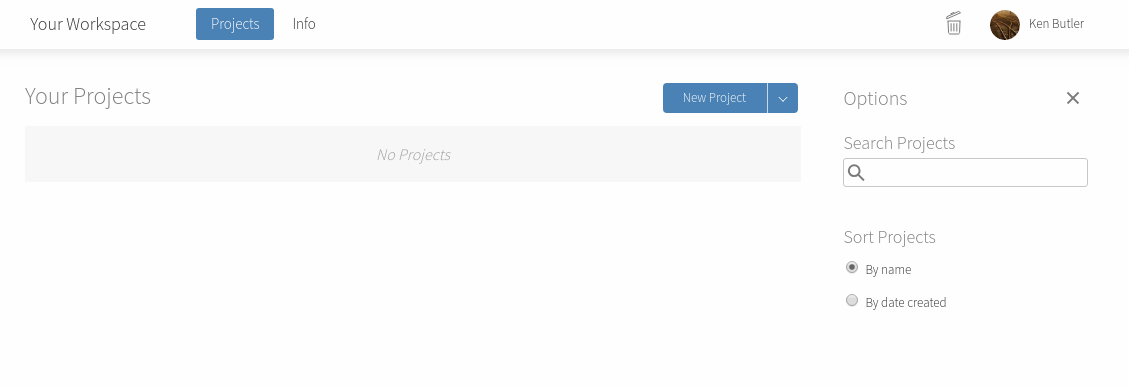 Your Workspace Projects Info Ken Butler
Your Projects
New Project
No Projects
Options
Search Projects
Sort Projects
By name
By date created